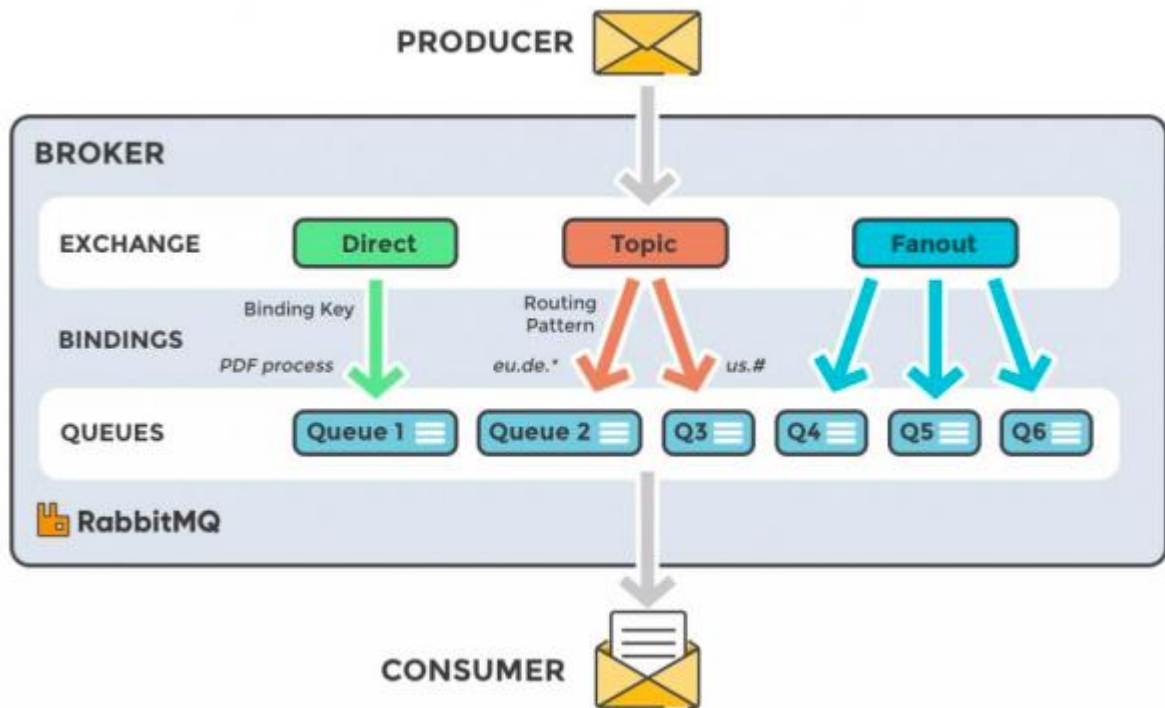 PRODUCER
BROKER
EXCHANGE
Direct
Topic
Fanout
Binding Key
Routing
Pattern
BINDINGS
PDF process
eu.de.*
us.#
QUEUES
Queue 1
Queue 2
Q3
Q4
Q5
Q6
RabbitMQ
CONSUMER